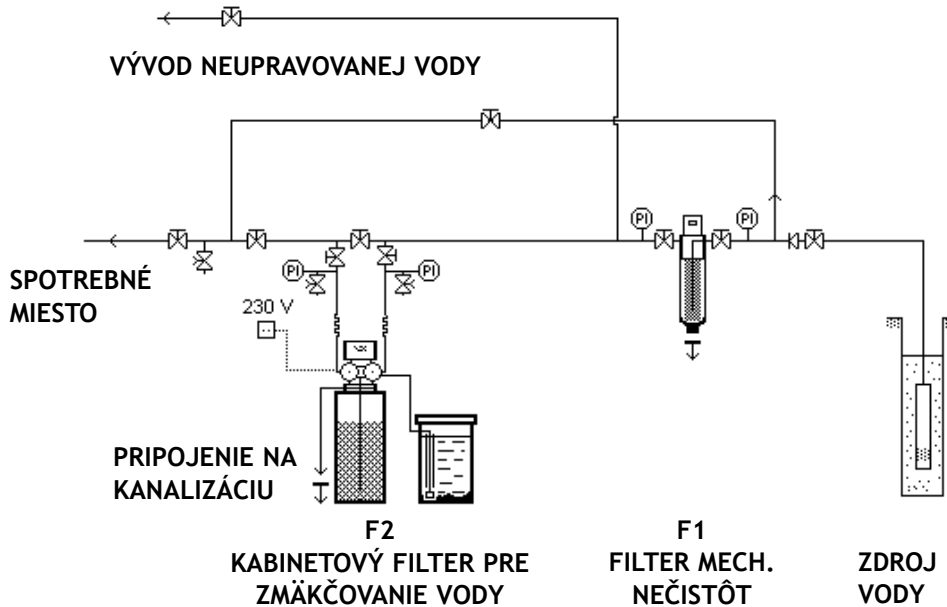 VÝVOD NEUPRAVOVANEJ VODY
PI
PI
SPOTREBNÉ
MIESTO
PI
PI
230 V
PRIPOJENIE NA
KANALIZÁCIU
F2
KABINETOVÝ FILTER PRE
ZMÄKČOVANIE VODY
F1
FILTER MECH.
NEČISTÔT
ZDROJ
VODY